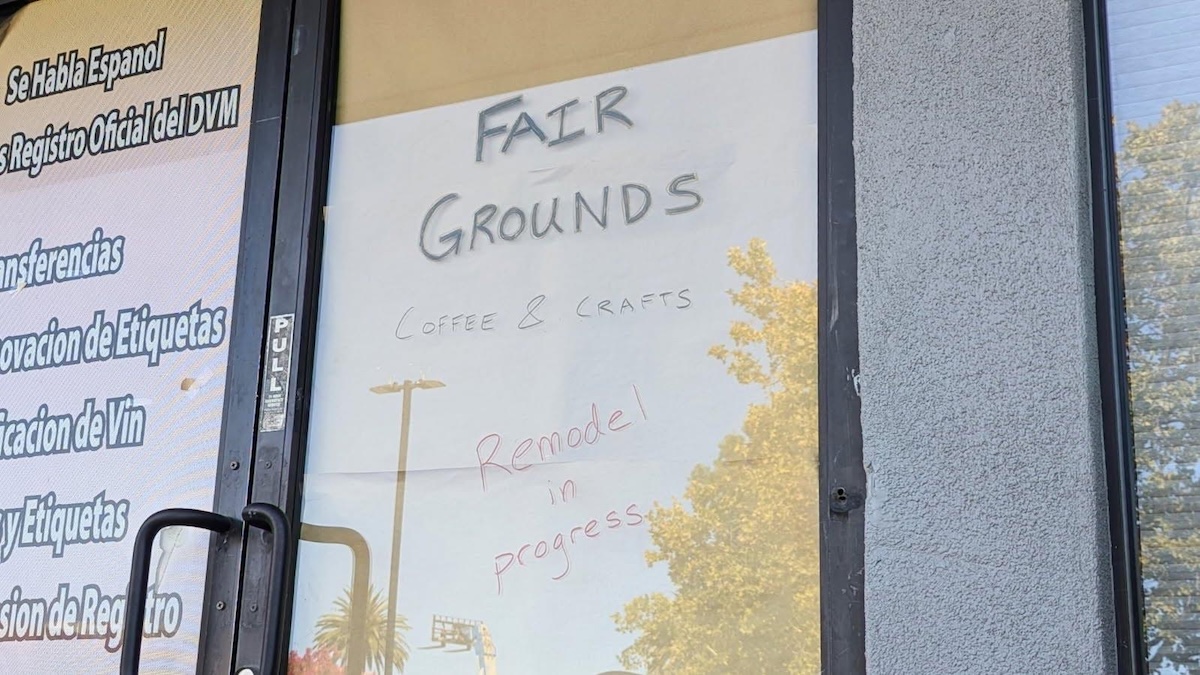 Se Habla Espanol
Registro Oficial del DVM
de Etiquetas
de Vin
y Etiquetas
de Registro
PULL
FAIR
GROUNDS
COFFEE & CRAFTS
Remodel
in
progress